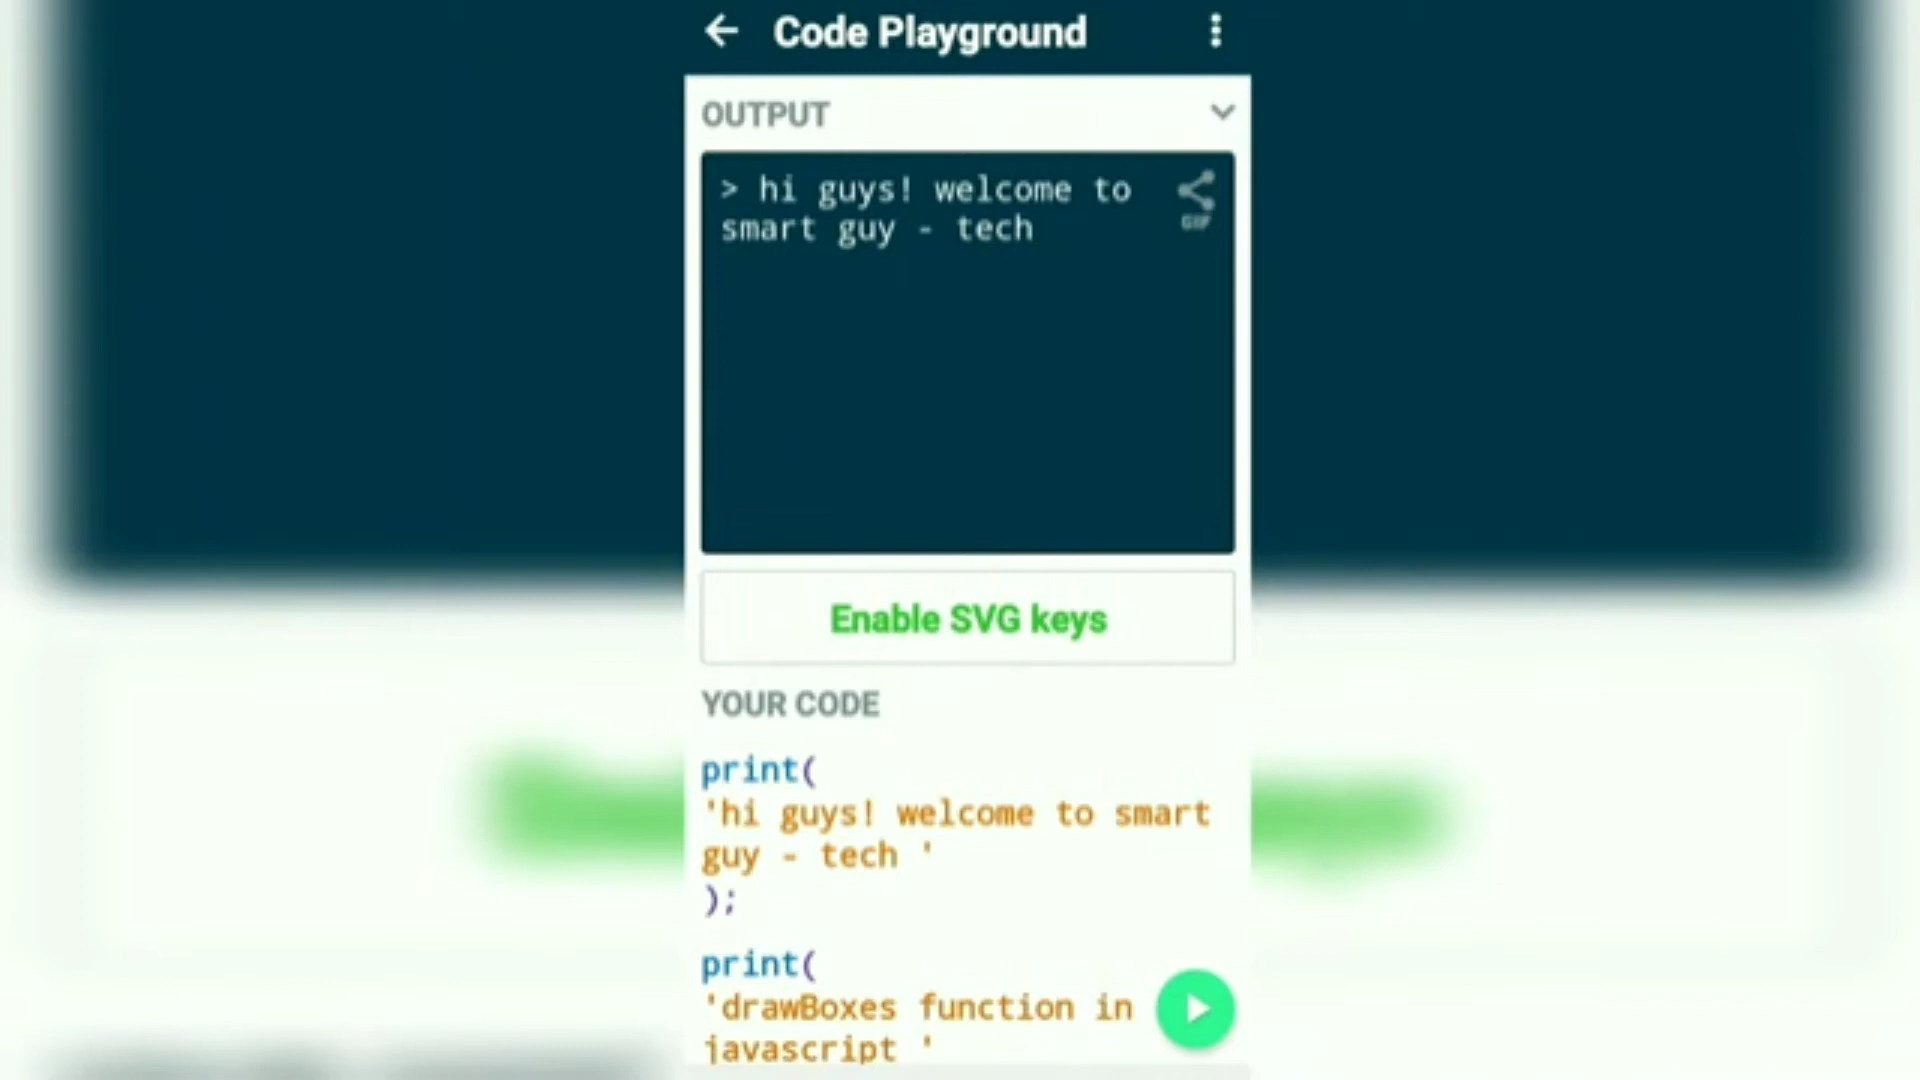 Code Playground
OUTPUT
> hi guys! welcome to
smart guy - tech
GIF
Enable SVG keys
YOUR CODE
print(
'hi guys! welcome to smart
guy - tech '
);
print(
'drawBoxes function in
javascript '